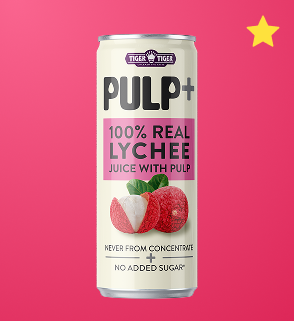 TIGER TIGER
PULP+
100% REAL
LYCHEE
JUICE WITH PULP
NEVER FROM CONCENTRATE
+
NO ADDED SUGAR*